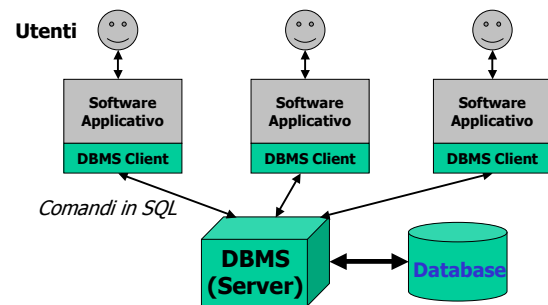 Utenti
Software
Applicativo
DBMS Client
Software
Applicativo
DBMS Client
Software
Applicativo
DBMS Client
Comandi in SQL
DBMS
(Server)
Database